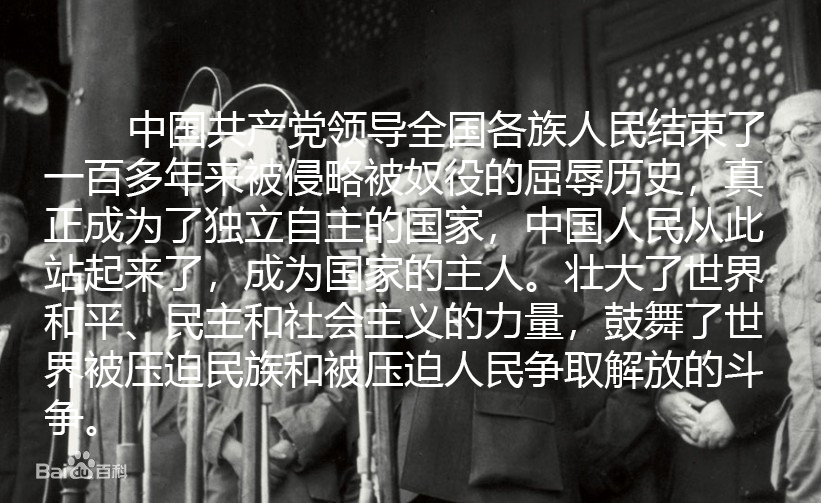 中国共产党领导全国各族人民结束了
一百多年来被侵略被奴役的屈辱历史，真
正成为了独立自主的国家，中国人民从此
站起来了，成为国家的主人。壮大了世界
和平、民主和社会主义的力量，鼓舞了世
界被压迫民族和被压迫人民争取解放的斗
争。
Baidu百科